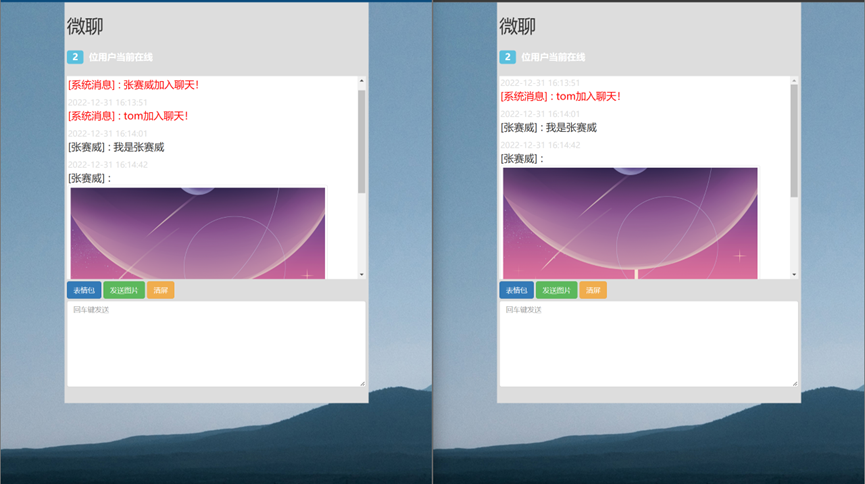 微聊
2 位用户当前在线
[系统消息] : 张赛威加入聊天!
2022-12-31 16:13:51
[系统消息] : tom加入聊天!
2022-12-31 16:14:01
[张赛威] : 我是张赛威
2022-12-31 16:14:42
[张赛威] :
表情包 发送图片 清屏
回车键发送
微聊
2 位用户当前在线
2022-12-31 16:13:51
[系统消息] : tom加入聊天!
2022-12-31 16:14:01
[张赛威] : 我是张赛威
2022-12-31 16:14:42
[张赛威] :
表情包 发送图片 清屏
回车键发送